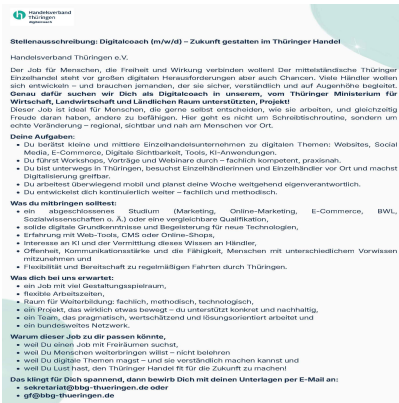 Handelsverband
Thüringen
digitalcoach
Stellenausschreibung: Digitalcoach (m/w/d) – Zukunft gestalten im Thüringer Handel
Handelsverband Thüringen e.V.
Der Job für Menschen, die Freiheit und Wirkung verbinden wollen! Der mittelständische Thüringer
Einzelhandel steht vor großen digitalen Herausforderungen aber auch Chancen. Viele Händler wollen
sich entwickeln – und brauchen jemanden, der sie sicher, verständlich und auf Augenhöhe begleitet.
Genau dafür suchen wir Dich als Digitalcoach in unserem, vom Thüringer Ministerium für
Wirtschaft, Landwirtschaft und Ländlichen Raum unterstützten, Projekt!
Dieser Job ist ideal für Menschen, die gerne selbst entscheiden, wie sie arbeiten, und gleichzeitig
Freude daran haben, andere zu befähigen. Hier geht es nicht um Schreibtischroutine, sondern um
echte Veränderung – regional, sichtbar und nah am Menschen vor Ort.
Deine Aufgaben:
• Du berätst kleine und mittlere Einzelhandelsunternehmen zu digitalen Themen: Websites, Social
Media, E-Commerce, Digitale Sichtbarkeit, Tools, KI-Anwendungen.
• Du führst Workshops, Vorträge und Webinare durch – fachlich kompetent, praxisnah.
• Du bist unterwegs in Thüringen, besuchst Einzelhändlerinnen und Einzelhändler vor Ort und machst
Digitalisierung greifbar.
• Du arbeitest überwiegend mobil und planst deine Woche weitgehend eigenverantwortlich.
• Du entwickelst dich kontinuierlich weiter – fachlich und methodisch.
Was du mitbringen solltest:
• ein abgeschlossenes Studium (Marketing, Online-Marketing, E-Commerce, BWL,
Sozialwissenschaften o. Ä.) oder eine vergleichbare Qualifikation,
• solide digitale Grundkenntnisse und Begeisterung für neue Technologien,
• Erfahrung mit Web-Tools, CMS oder Online-Shops,
• Interesse an KI und der Vermittlung dieses Wissen an Händler,
• Offenheit, Kommunikationsstärke und die Fähigkeit, Menschen mit unterschiedlichem Vorwissen
mitzunehmen und
• Flexibilität und Bereitschaft zu regelmäßigen Fahrten durch Thüringen.
Was dich bei uns erwartet:
• ein Job mit viel Gestaltungsspielraum,
• flexible Arbeitszeiten,
• Raum für Weiterbildung: fachlich, methodisch, technologisch,
• ein Projekt, das wirklich etwas bewegt – du unterstützt konkret und nachhaltig,
• ein Team, das pragmatisch, wertschätzend und lösungsorientiert arbeitet und
• ein bundesweites Netzwerk.
Warum dieser Job zu dir passen könnte,
• weil Du einen Job mit Freiräumen suchst,
• weil Du Menschen weiterbringen willst – nicht belehren
• weil Du digitale Themen magst – und sie verständlich machen kannst und
• weil Du Lust hast, den Thüringer Handel fit für die Zukunft zu machen!
Das klingt für Dich spannend, dann bewirb Dich mit deinen Unterlagen per E-Mail an:
• sekretariat@bbg-thueringen.de oder
• gf@bbg-thueringen.de